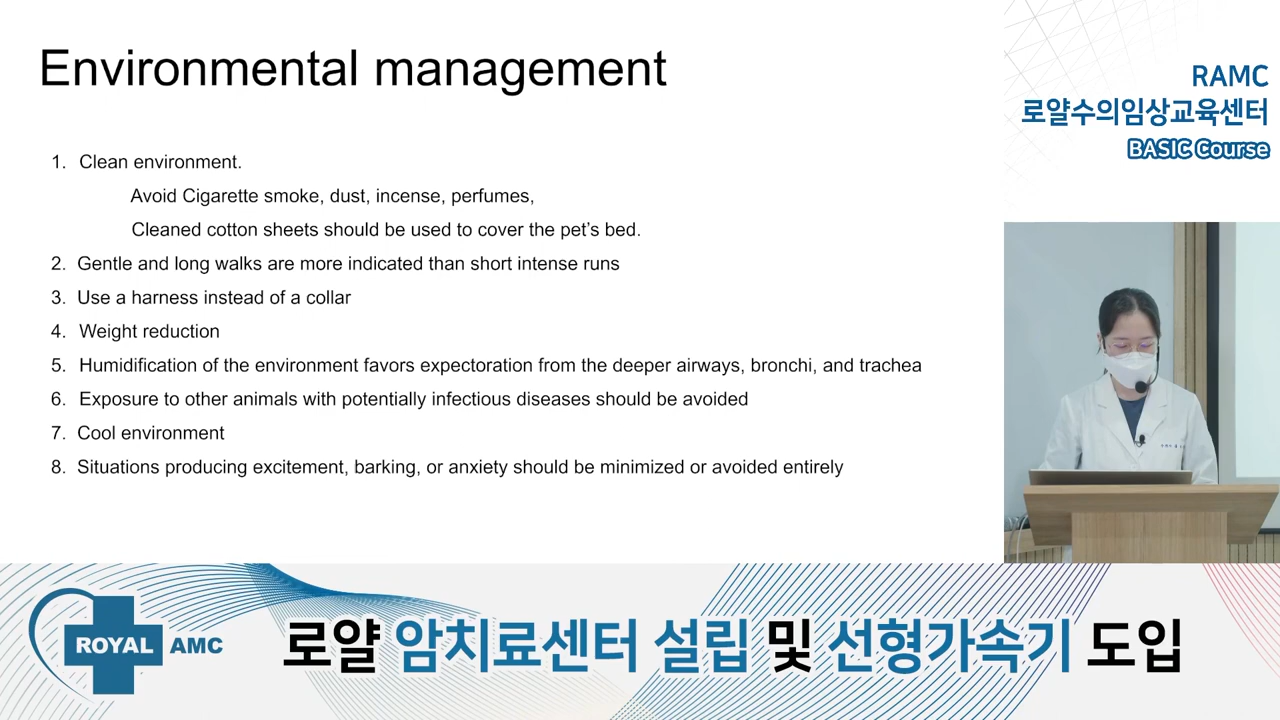 Environmental management
1. Clean environment.
Avoid Cigarette smoke, dust, incense, perfumes,
Cleaned cotton sheets should be used to cover the pet's bed.
2. Gentle and long walks are more indicated than short intense runs
3. Use a harness instead of a collar
4. Weight reduction
5. Humidification of the environment favors expectoration from the deeper airways, bronchi, and trachea
6. Exposure to other animals with potentially infectious diseases should be avoided
7. Cool environment
8. Situations producing excitement, barking, or anxiety should be minimized or avoided entirely
RAMC
로얄수의임상교육센터
BASIC Course
ROYAL AMC
로얄 암치료센터 설립 및 선형가속기 도입